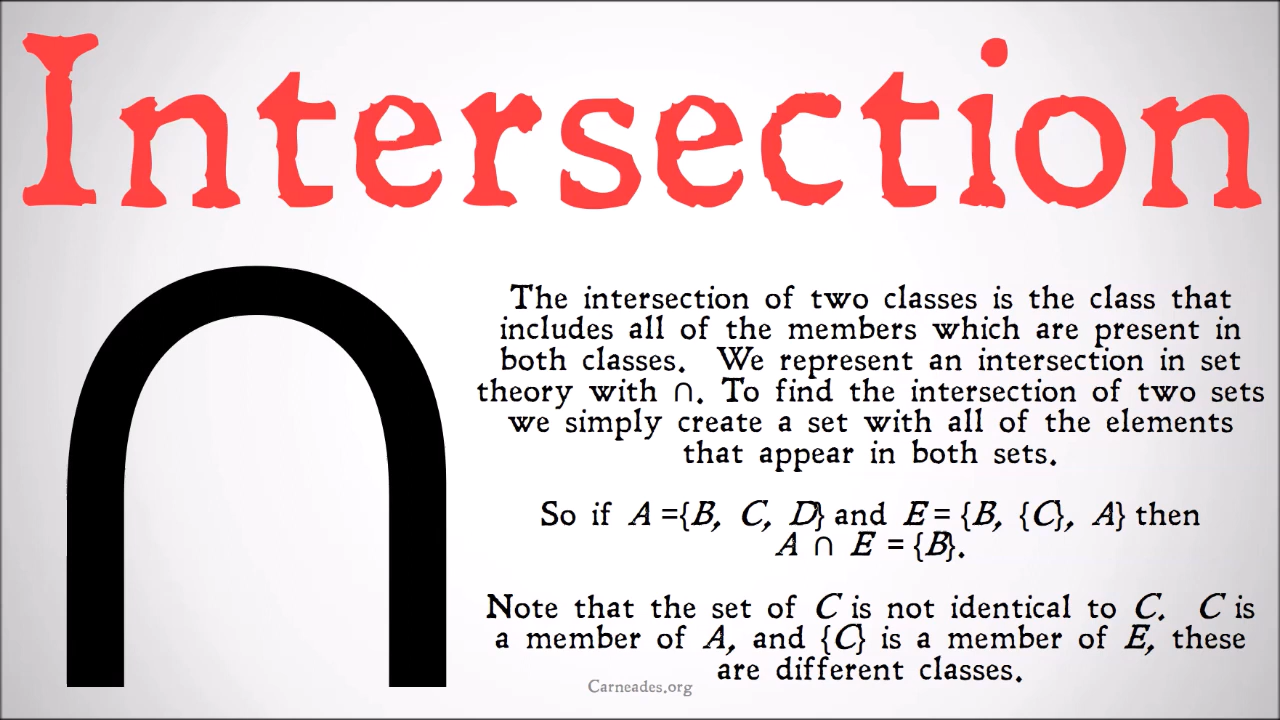 Intersection
∩
The intersection of two classes is the class that
includes all of the members which are present in
both classes. We represent an intersection in set
theory with ∩. To find the intersection of two sets
we simply create a set with all of the elements
that appear in both sets.
So if A ={B, C, D} and E= {B, {C}, A} then
A ∩ E = {B}.
Note that the set of C is not identical to C. C is
a member of A, and {C} is a member of E, these
are different classes.
Carneades.org